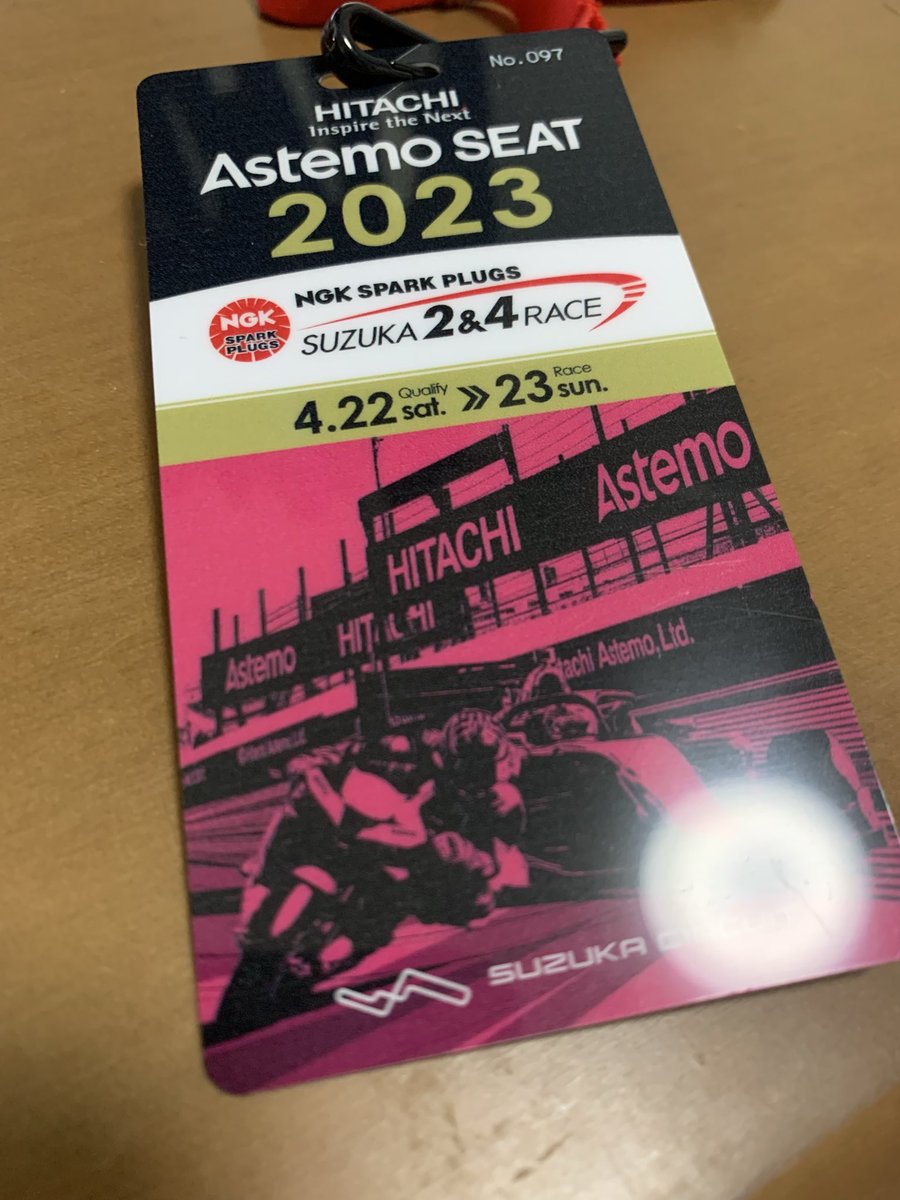 No.097
HITACHI
Inspire the Next
Astemo SEAT
2023
NGK SPARK PLUGS
NGK
SPARK
PLUGS
SUZUKA 2&4 RACE
4.22 Qualify sat. » 23 Race sun.
Astemo
HITACHI
HITACHI
Astemo
tachi Astemo, Ltd.
SUZUKA